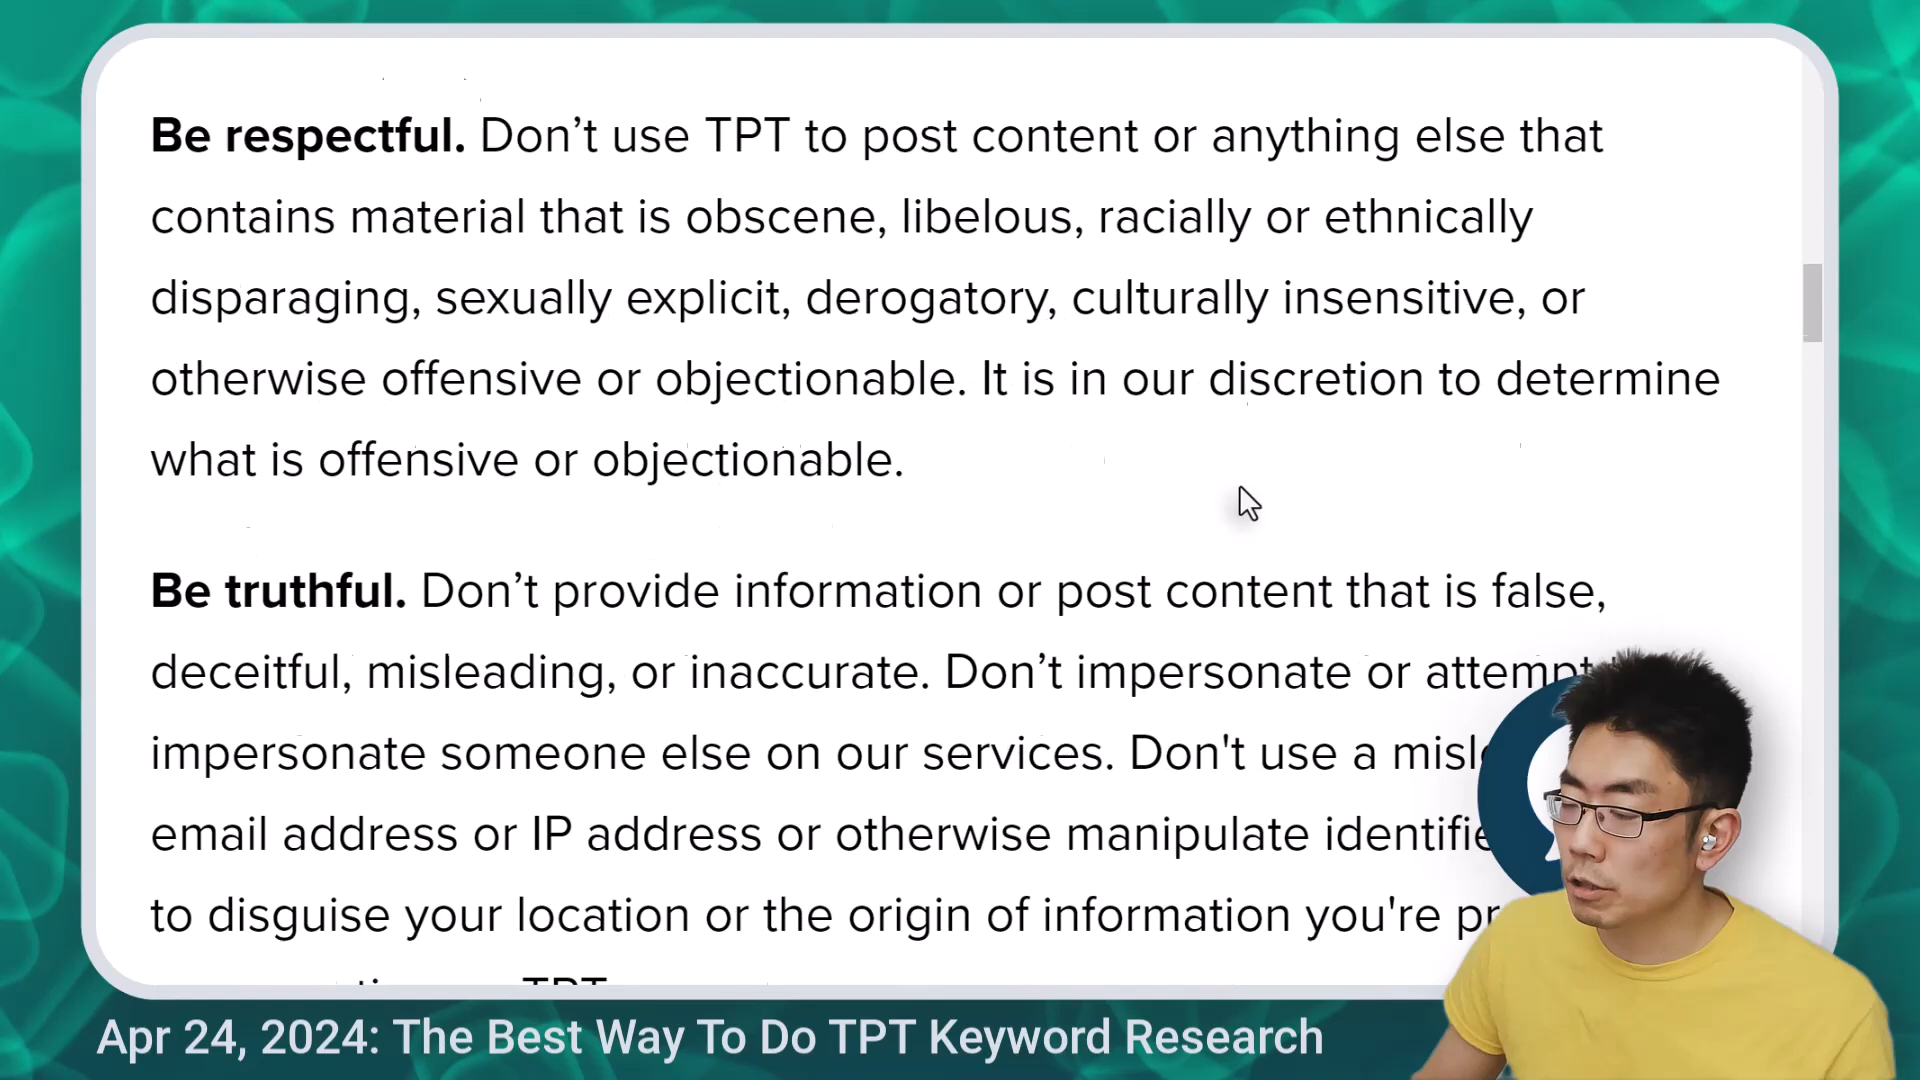 Be respectful. Don’t use TPT to post content or anything else that
contains material that is obscene, libelous, racially or ethnically
disparaging, sexually explicit, derogatory, culturally insensitive, or
otherwise offensive or objectionable. It is in our discretion to determine
what is offensive or objectionable.
Be truthful. Don’t provide information or post content that is false,
deceitful, misleading, or inaccurate. Don’t impersonate or attempt
impersonate someone else on our services. Don't use a
email address or IP address or otherwise manipulate
to disguise your location or the origin of information you're
TPT
Apr 24, 2024: The Best Way To Do TPT Keyword Research